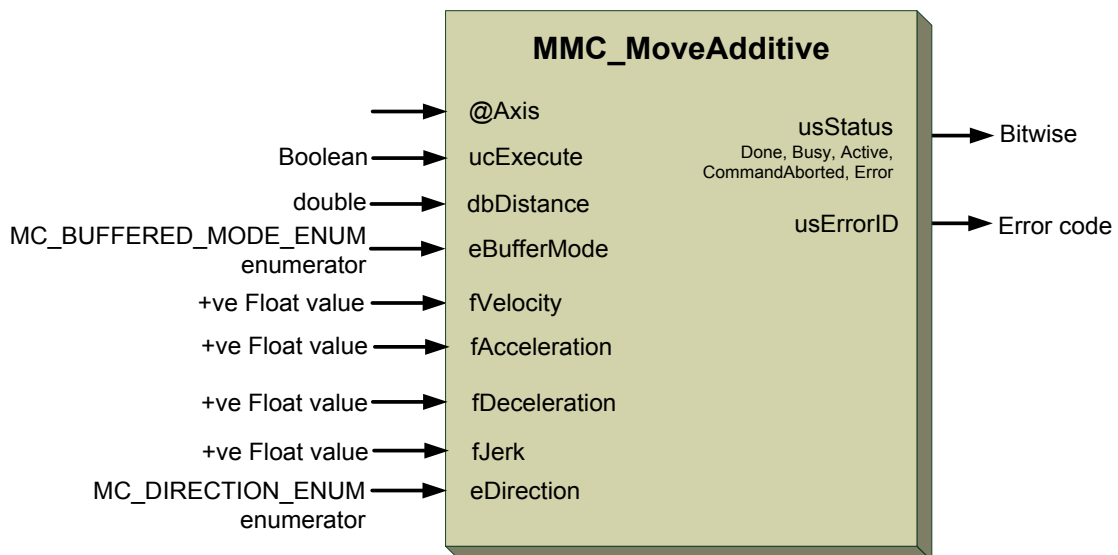 MMC_MoveAdditive
@Axis
Boolean
ucExecute
double
dbDistance
MC_BUFFERED_MODE_ENUM
enumerator
eBufferMode
+ve Float value
fVelocity
+ve Float value
fAcceleration
+ve Float value
fDeceleration
+ve Float value
fJerk
MC_DIRECTION_ENUM
enumerator
eDirection
usStatus
Done, Busy, Active,
CommandAborted, Error
Bitwise
usErrorID
Error code